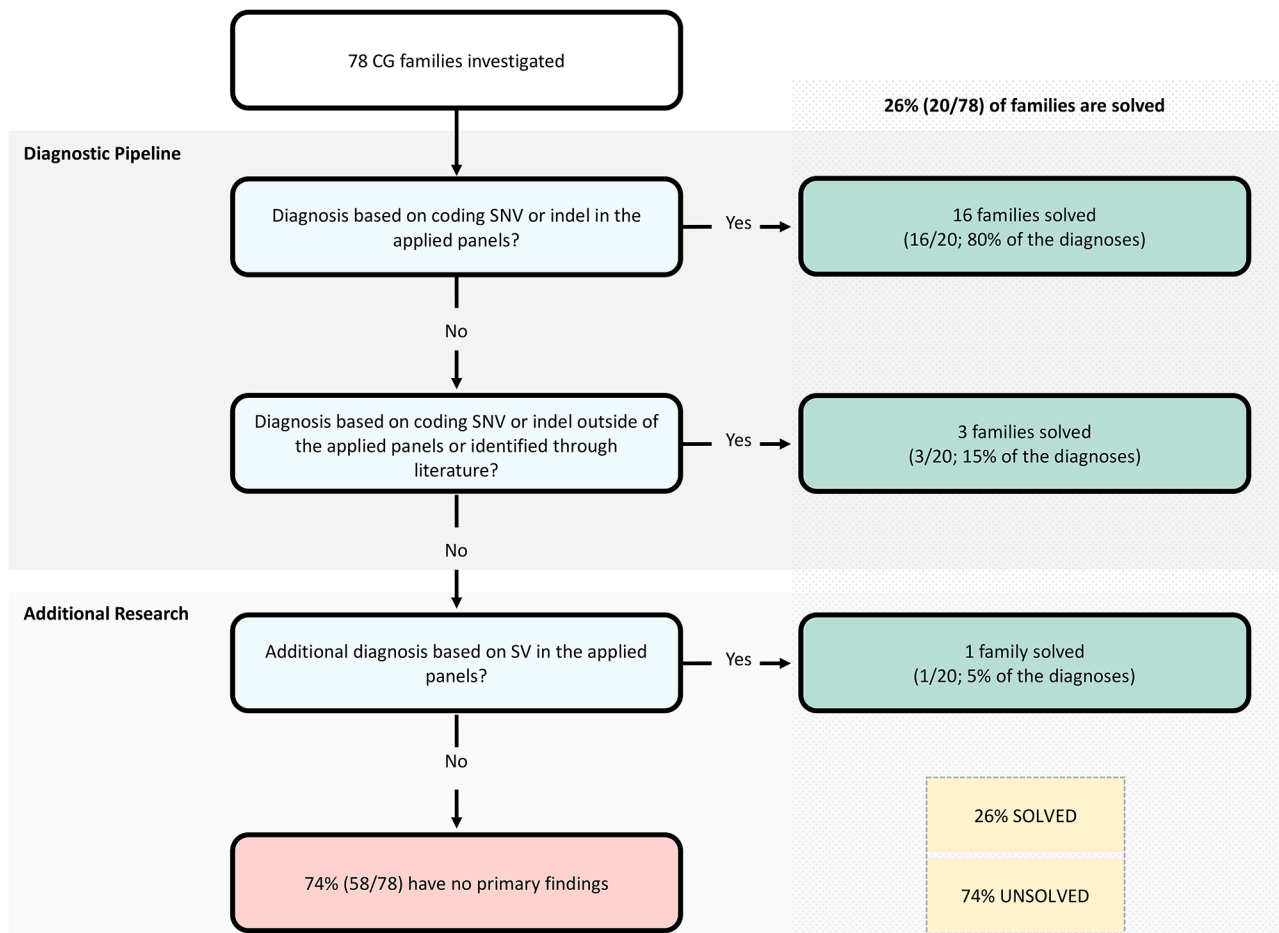 78 CG families investigated
26% (20/78) of families are solved
Diagnostic Pipeline
Diagnosis based on coding SNV or indel in the
applied panels?
Yes
16 families solved
(16/20; 80% of the diagnoses)
No
Diagnosis based on coding SNV or indel outside of
the applied panels or identified through
literature?
Yes
3 families solved
(3/20; 15% of the diagnoses)
No
Additional Research
Additional diagnosis based on SV in the applied
panels?
Yes
1 family solved
(1/20; 5% of the diagnoses)
No
26% SOLVED
74% (58/78) have no primary findings
74% UNSOLVED